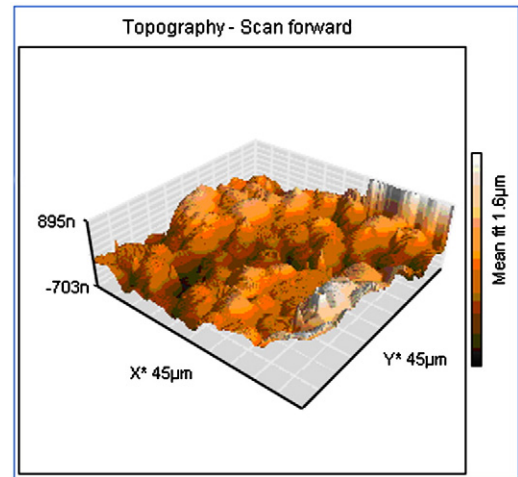 Topography - Scan forward
895n
-703n
X* 45µm
Y* 45µm
Mean fit 1.6µm